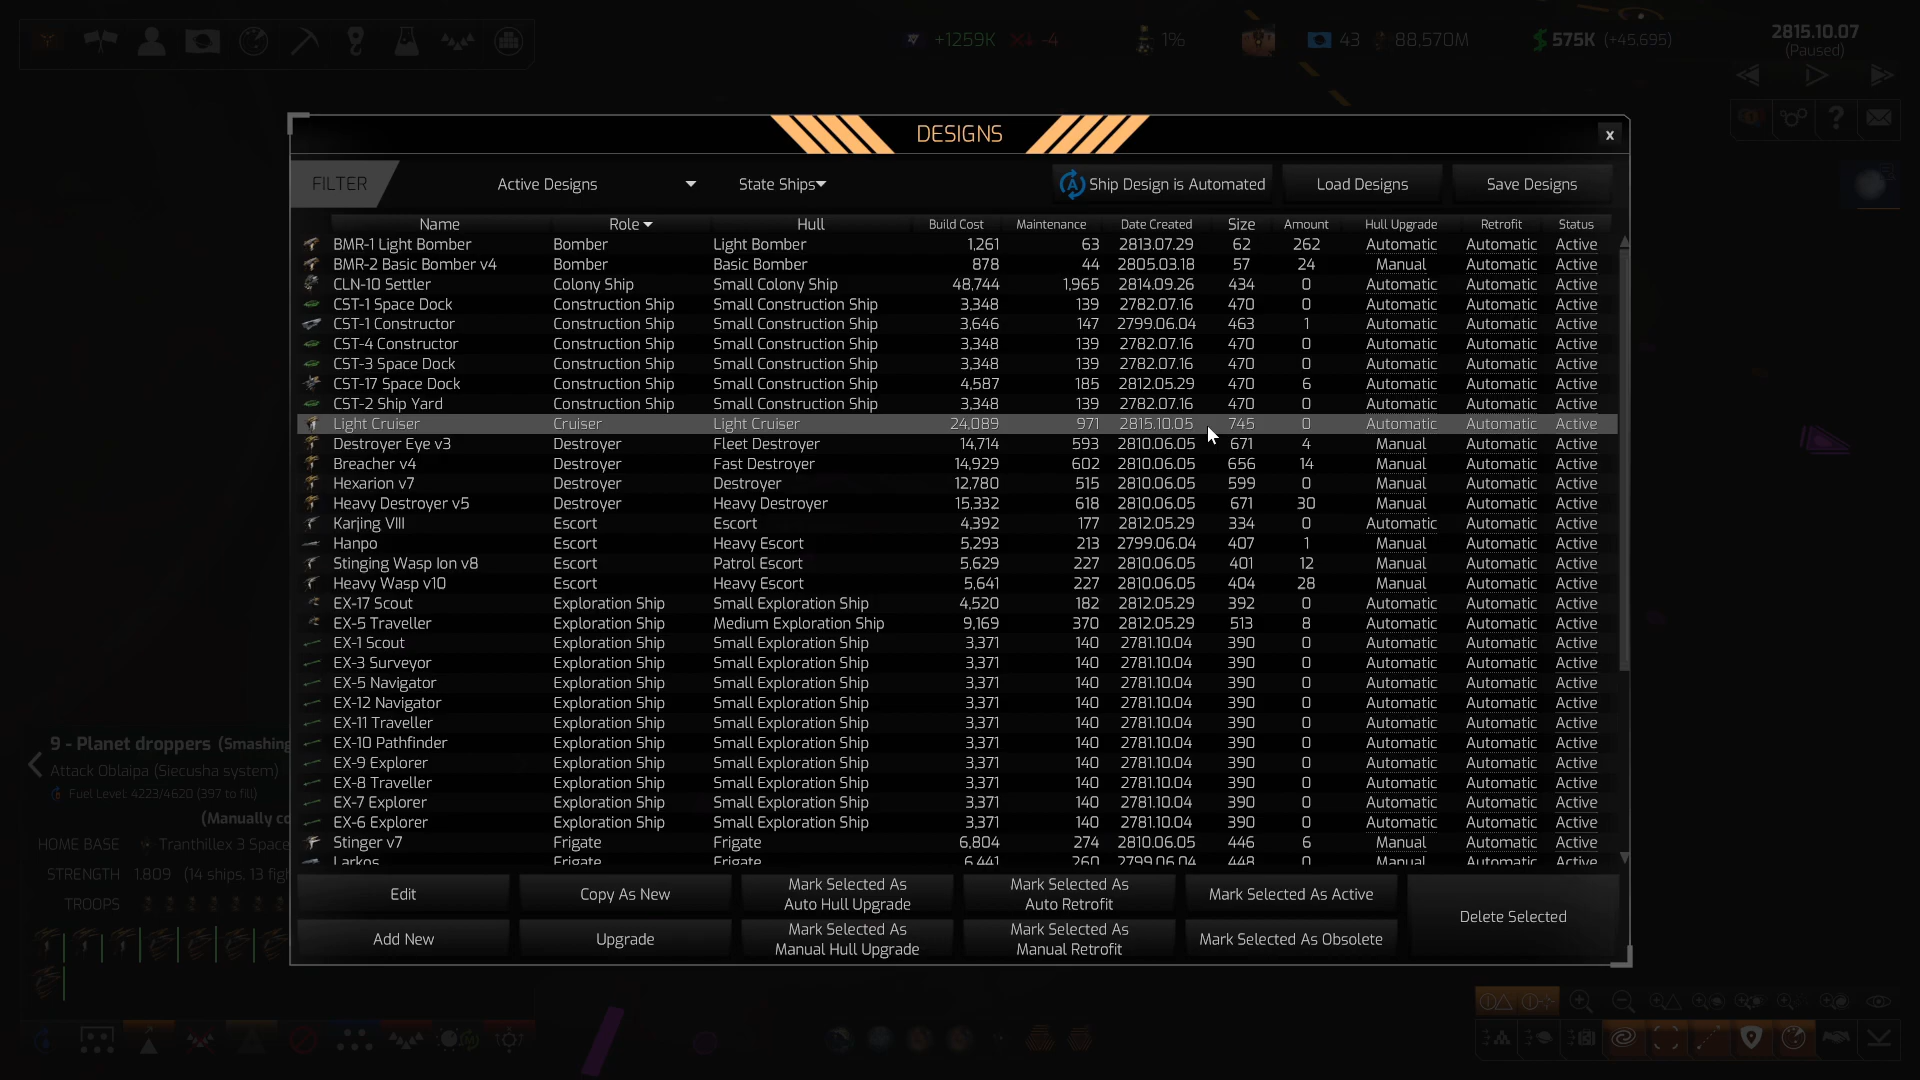 +1259K -4 1% 43 88,570M 575K (+45,695) 2815.10.07
(Paused)
DESIGNS x
FILTER Active Designs State Ships Ship Design is Automated Load Designs Save Designs
Name Role Hull Build Cost Maintenance Date Created Size Amount Hull Upgrade Retrofit Status
BMR-1 Light Bomber Bomber Light Bomber 1,261 63 2813.07.29 62 262 Automatic Automatic Active
BMR-2 Basic Bomber v4 Bomber Basic Bomber 878 44 2805.03.18 57 24 Manual Automatic Active
CLN-10 Settler Colony Ship Small Colony Ship 48,744 1,965 2814.09.26 434 0 Automatic Automatic Active
CST-1 Space Dock Construction Ship Small Construction Ship 3,348 139 2782.07.16 470 0 Automatic Automatic Active
CST-1 Constructor Construction Ship Small Construction Ship 3,646 147 2799.06.04 463 1 Automatic Automatic Active
CST-4 Constructor Construction Ship Small Construction Ship 3,348 139 2782.07.16 470 0 Automatic Automatic Active
CST-3 Space Dock Construction Ship Small Construction Ship 3,348 139 2782.07.16 470 0 Automatic Automatic Active
CST-17 Space Dock Construction Ship Small Construction Ship 4,587 185 2812.05.29 470 6 Automatic Automatic Active
CST-2 Ship Yard Construction Ship Small Construction Ship 3,348 139 2782.07.16 470 0 Automatic Automatic Active
Light Cruiser Cruiser Light Cruiser 24,089 971 2815.10.05 745 0 Automatic Automatic Active
Destroyer Eye v3 Destroyer Fleet Destroyer 14,714 593 2810.06.05 671 4 Manual Automatic Active
Breacher v4 Destroyer Fast Destroyer 14,929 602 2810.06.05 656 14 Manual Automatic Active
Hexarion v7 Destroyer Destroyer 12,780 515 2810.06.05 599 0 Manual Automatic Active
Heavy Destroyer v5 Destroyer Heavy Destroyer 15,332 618 2810.06.05 671 30 Manual Automatic Active
Karjing VIII Escort Escort 4,392 177 2812.05.29 334 0 Automatic Automatic Active
Hanpo Escort Heavy Escort 5,293 213 2799.06.04 407 1 Manual Automatic Active
Stinging Wasp Ion v8 Escort Patrol Escort 5,629 227 2810.06.05 401 12 Manual Automatic Active
Heavy Wasp v10 Escort Heavy Escort 5,641 227 2810.06.05 404 28 Manual Automatic Active
EX-17 Scout Exploration Ship Small Exploration Ship 4,520 182 2812.05.29 392 0 Automatic Automatic Active
EX-5 Traveller Exploration Ship Medium Exploration Ship 9,169 370 2812.05.29 513 8 Automatic Automatic Active
EX-1 Scout Exploration Ship Small Exploration Ship 3,371 140 2781.10.04 390 0 Automatic Automatic Active
EX-3 Surveyor Exploration Ship Small Exploration Ship 3,371 140 2781.10.04 390 0 Automatic Automatic Active
EX-5 Navigator Exploration Ship Small Exploration Ship 3,371 140 2781.10.04 390 0 Automatic Automatic Active
EX-12 Navigator Exploration Ship Small Exploration Ship 3,371 140 2781.10.04 390 0 Automatic Automatic Active
EX-11 Traveller Exploration Ship Small Exploration Ship 3,371 140 2781.10.04 390 0 Automatic Automatic Active
EX-10 Pathfinder Exploration Ship Small Exploration Ship 3,371 140 2781.10.04 390 0 Automatic Automatic Active
EX-9 Explorer Exploration Ship Small Exploration Ship 3,371 140 2781.10.04 390 0 Automatic Automatic Active
EX-8 Traveller Exploration Ship Small Exploration Ship 3,371 140 2781.10.04 390 0 Automatic Automatic Active
EX-7 Explorer Exploration Ship Small Exploration Ship 3,371 140 2781.10.04 390 0 Automatic Automatic Active
EX-6 Explorer Exploration Ship Small Exploration Ship 3,371 140 2781.10.04 390 0 Automatic Automatic Active
Stinger v7 Frigate Frigate 6,804 274 2810.06.05 446 6 Manual Automatic Active
Larkos Frigate Frigate 6,441 260 2799.06.04 448 0 Manual Automatic Active
9 - Planet droppers (Smashing
Attack Oblaipa (Siecusha system)
Fuel Level: 4223/4620 (397 to fill)
(Manually co
HOME BASE Tranthillex 3 Space
STRENGTH 1,809 (14 ships, 13 figh
TROOPS
Edit Copy As New Mark Selected As Auto Hull Upgrade Mark Selected As Auto Retrofit Mark Selected As Active Delete Selected
Add New Upgrade Mark Selected As Manual Hull Upgrade Mark Selected As Manual Retrofit Mark Selected As Obsolete